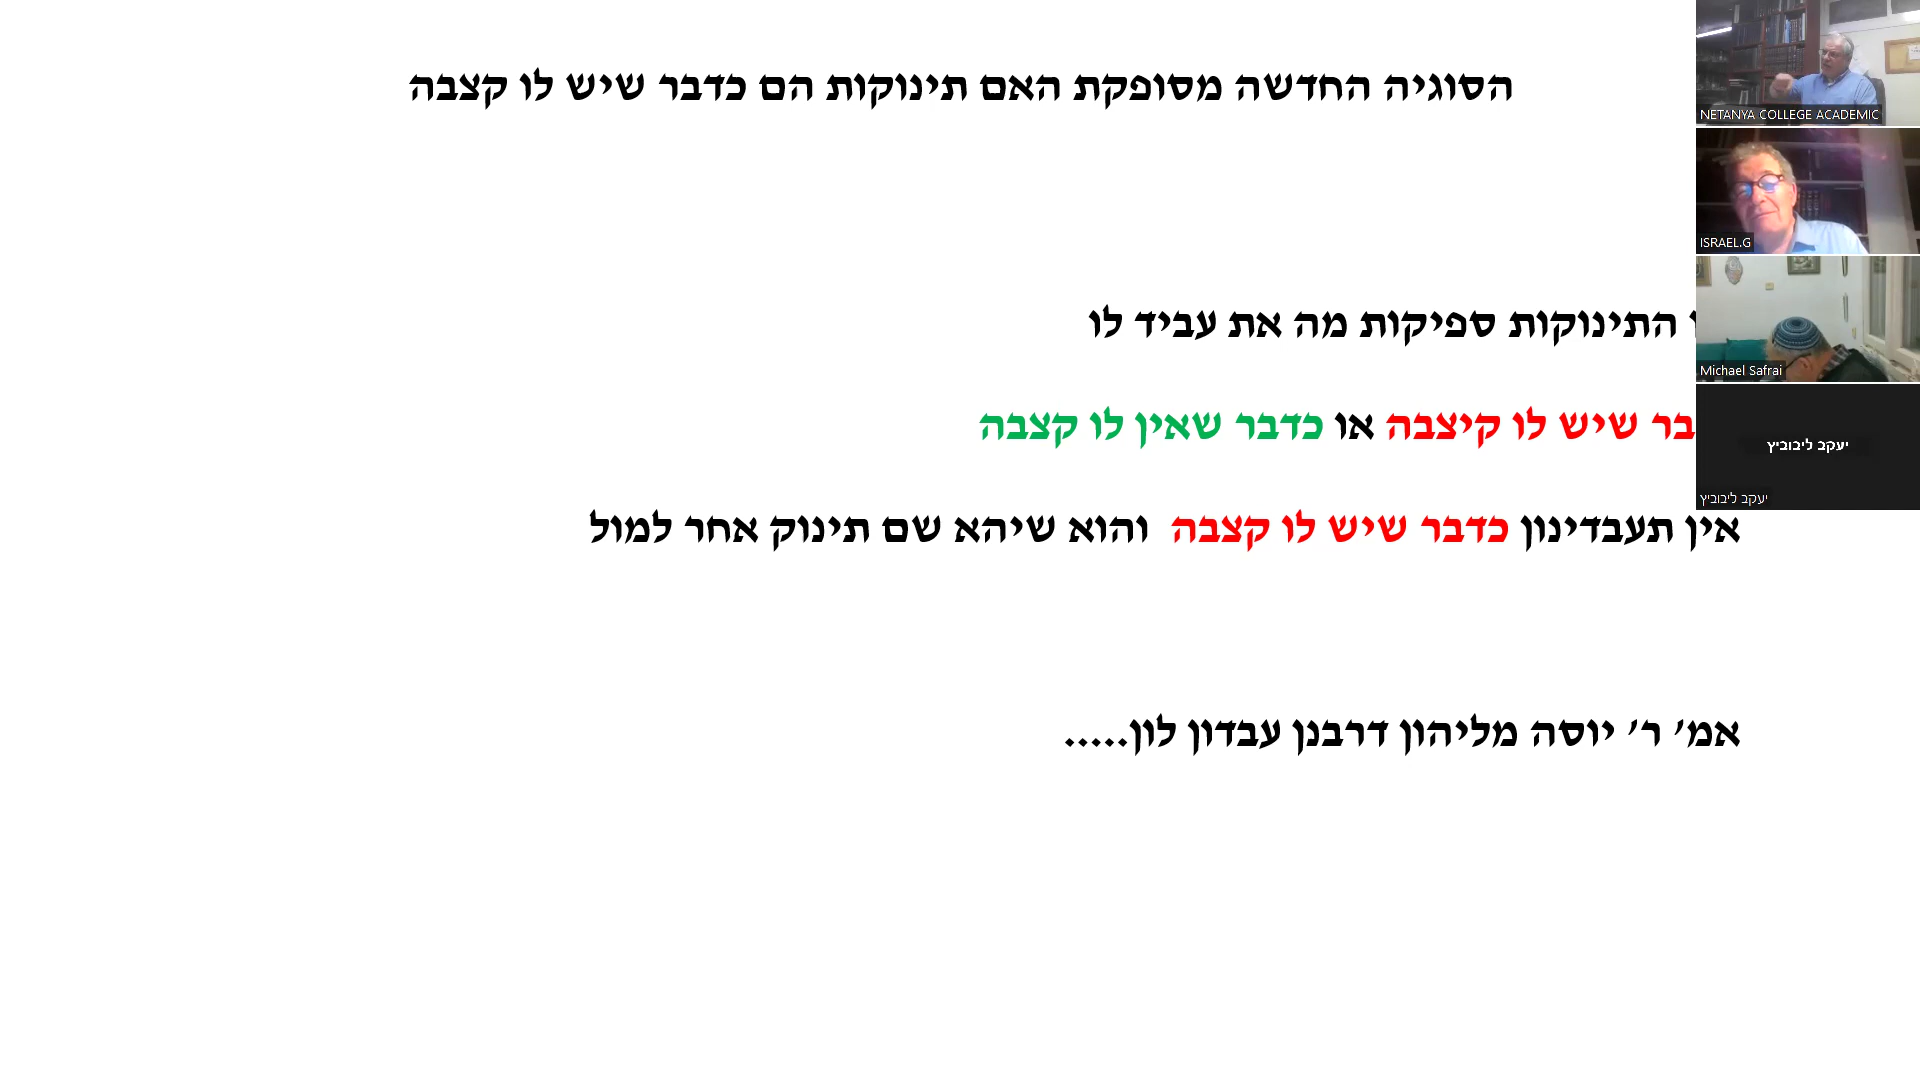 הסוגיה החדשה מסופקת האם תינוקות הם כדבר שיש לו קצבה
התינוקות ספיקות מה את עביד לו
שיש לו קיצבה או כדבר שאין לו קצבה
אין תעבדינון כדבר שיש לו קצבה והוא שיהא שם תינוק אחר למול
אמ' ר' יוסה מליהון דרבנן עבדון לון.....
NETANYA COLLEGE ACADEMIC
ISRAEL.G
Michael Safrai
יעקב ליבוביץ
יעקב ליבוביץ